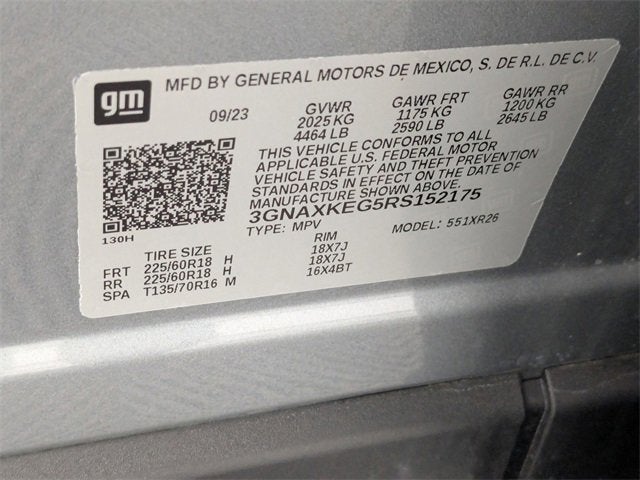 gm
MFD BY GENERAL MOTORS DE MEXICO, S. DE R.L. DE C.V.
09/23 GVWR GAWR FRT GAWR RR
2025 KG 1175 KG 1200 KG
4464 LB 2590 LB 2645 LB
THIS VEHICLE CONFORMS TO ALL
APPLICABLE U.S. FEDERAL MOTOR
VEHICLE SAFETY AND THEFT PREVENTION
STANDARDS IN EFFECT ON THE DATE OF
MANUFACTURE SHOWN ABOVE.
3GNAXKEG5RS152175
130H
TYPE: MPV MODEL: 551XR26
TIRE SIZE RIM
FRT 225/60R18 H 18X7J
RR 225/60R18 H 18X7J
SPA T135/70R16 M 16X4BT